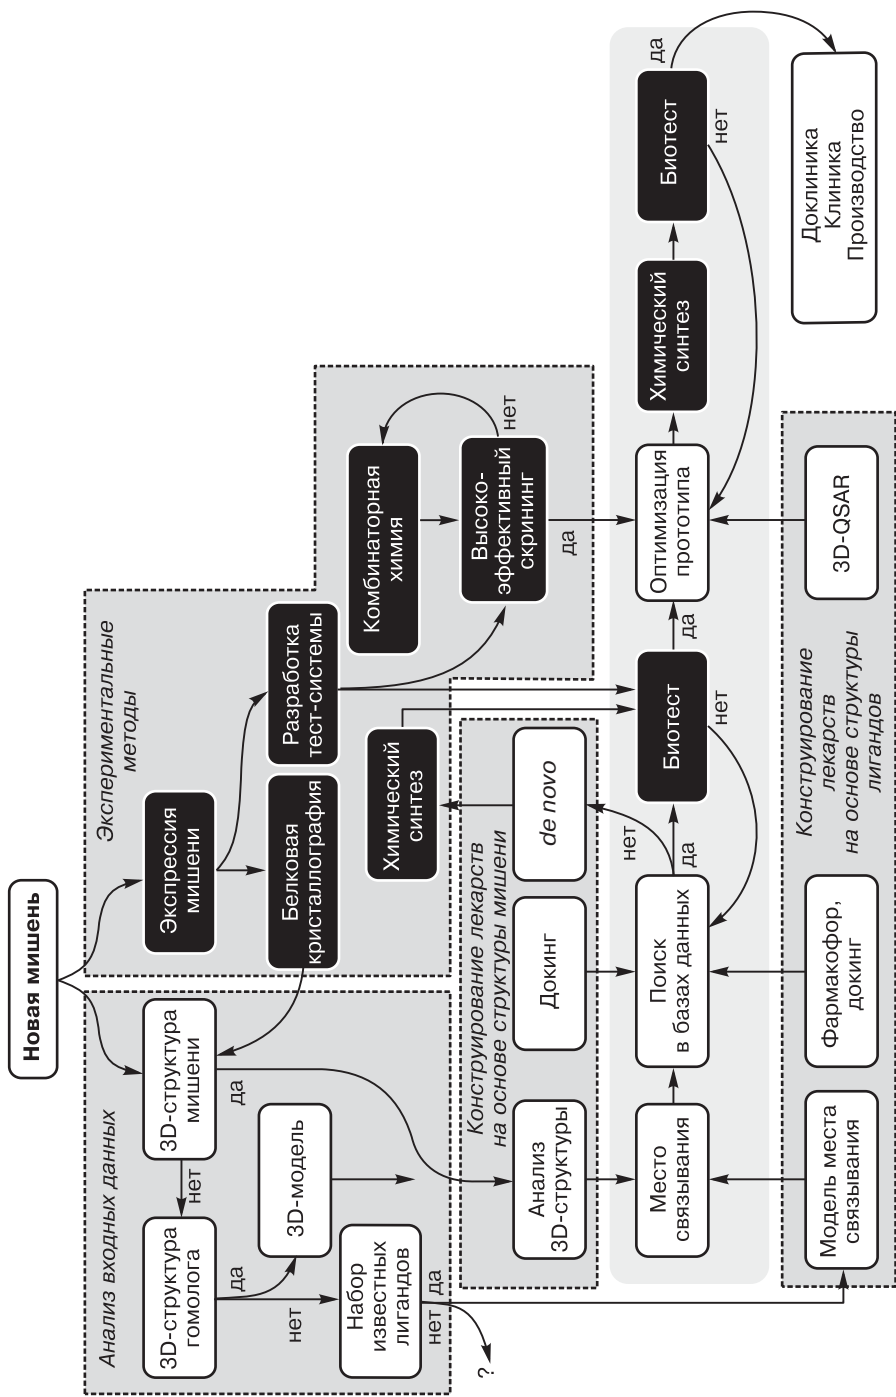 Новая мишень
Анализ входных данных
3D-структура
мишени
да
нет
3D-структура
гомолога
да
нет
3D-модель
Набор
известных
лигандов
нет
да
?
Экспериментальные
методы
Экспрессия
мишени
Белковая
кристаллография
Разработка
тест-системы
Химический
синтез
Комбинаторная
химия
Высоко-
эффективный
скрининг
нет
да
Конструирование лекарств
на основе структуры мишени
Анализ
3D-структуры
Докинг
de novo
Место
связывания
Поиск
в базах данных
нет
да
Биотест
да
нет
Оптимизация
прототипа
Химический
синтез
Биотест
да
нет
Конструирование
лекарств
на основе структуры
лигандов
Модель места
связывания
Фармакофор,
докинг
3D-QSAR
Доклиника
Клиника
Производство